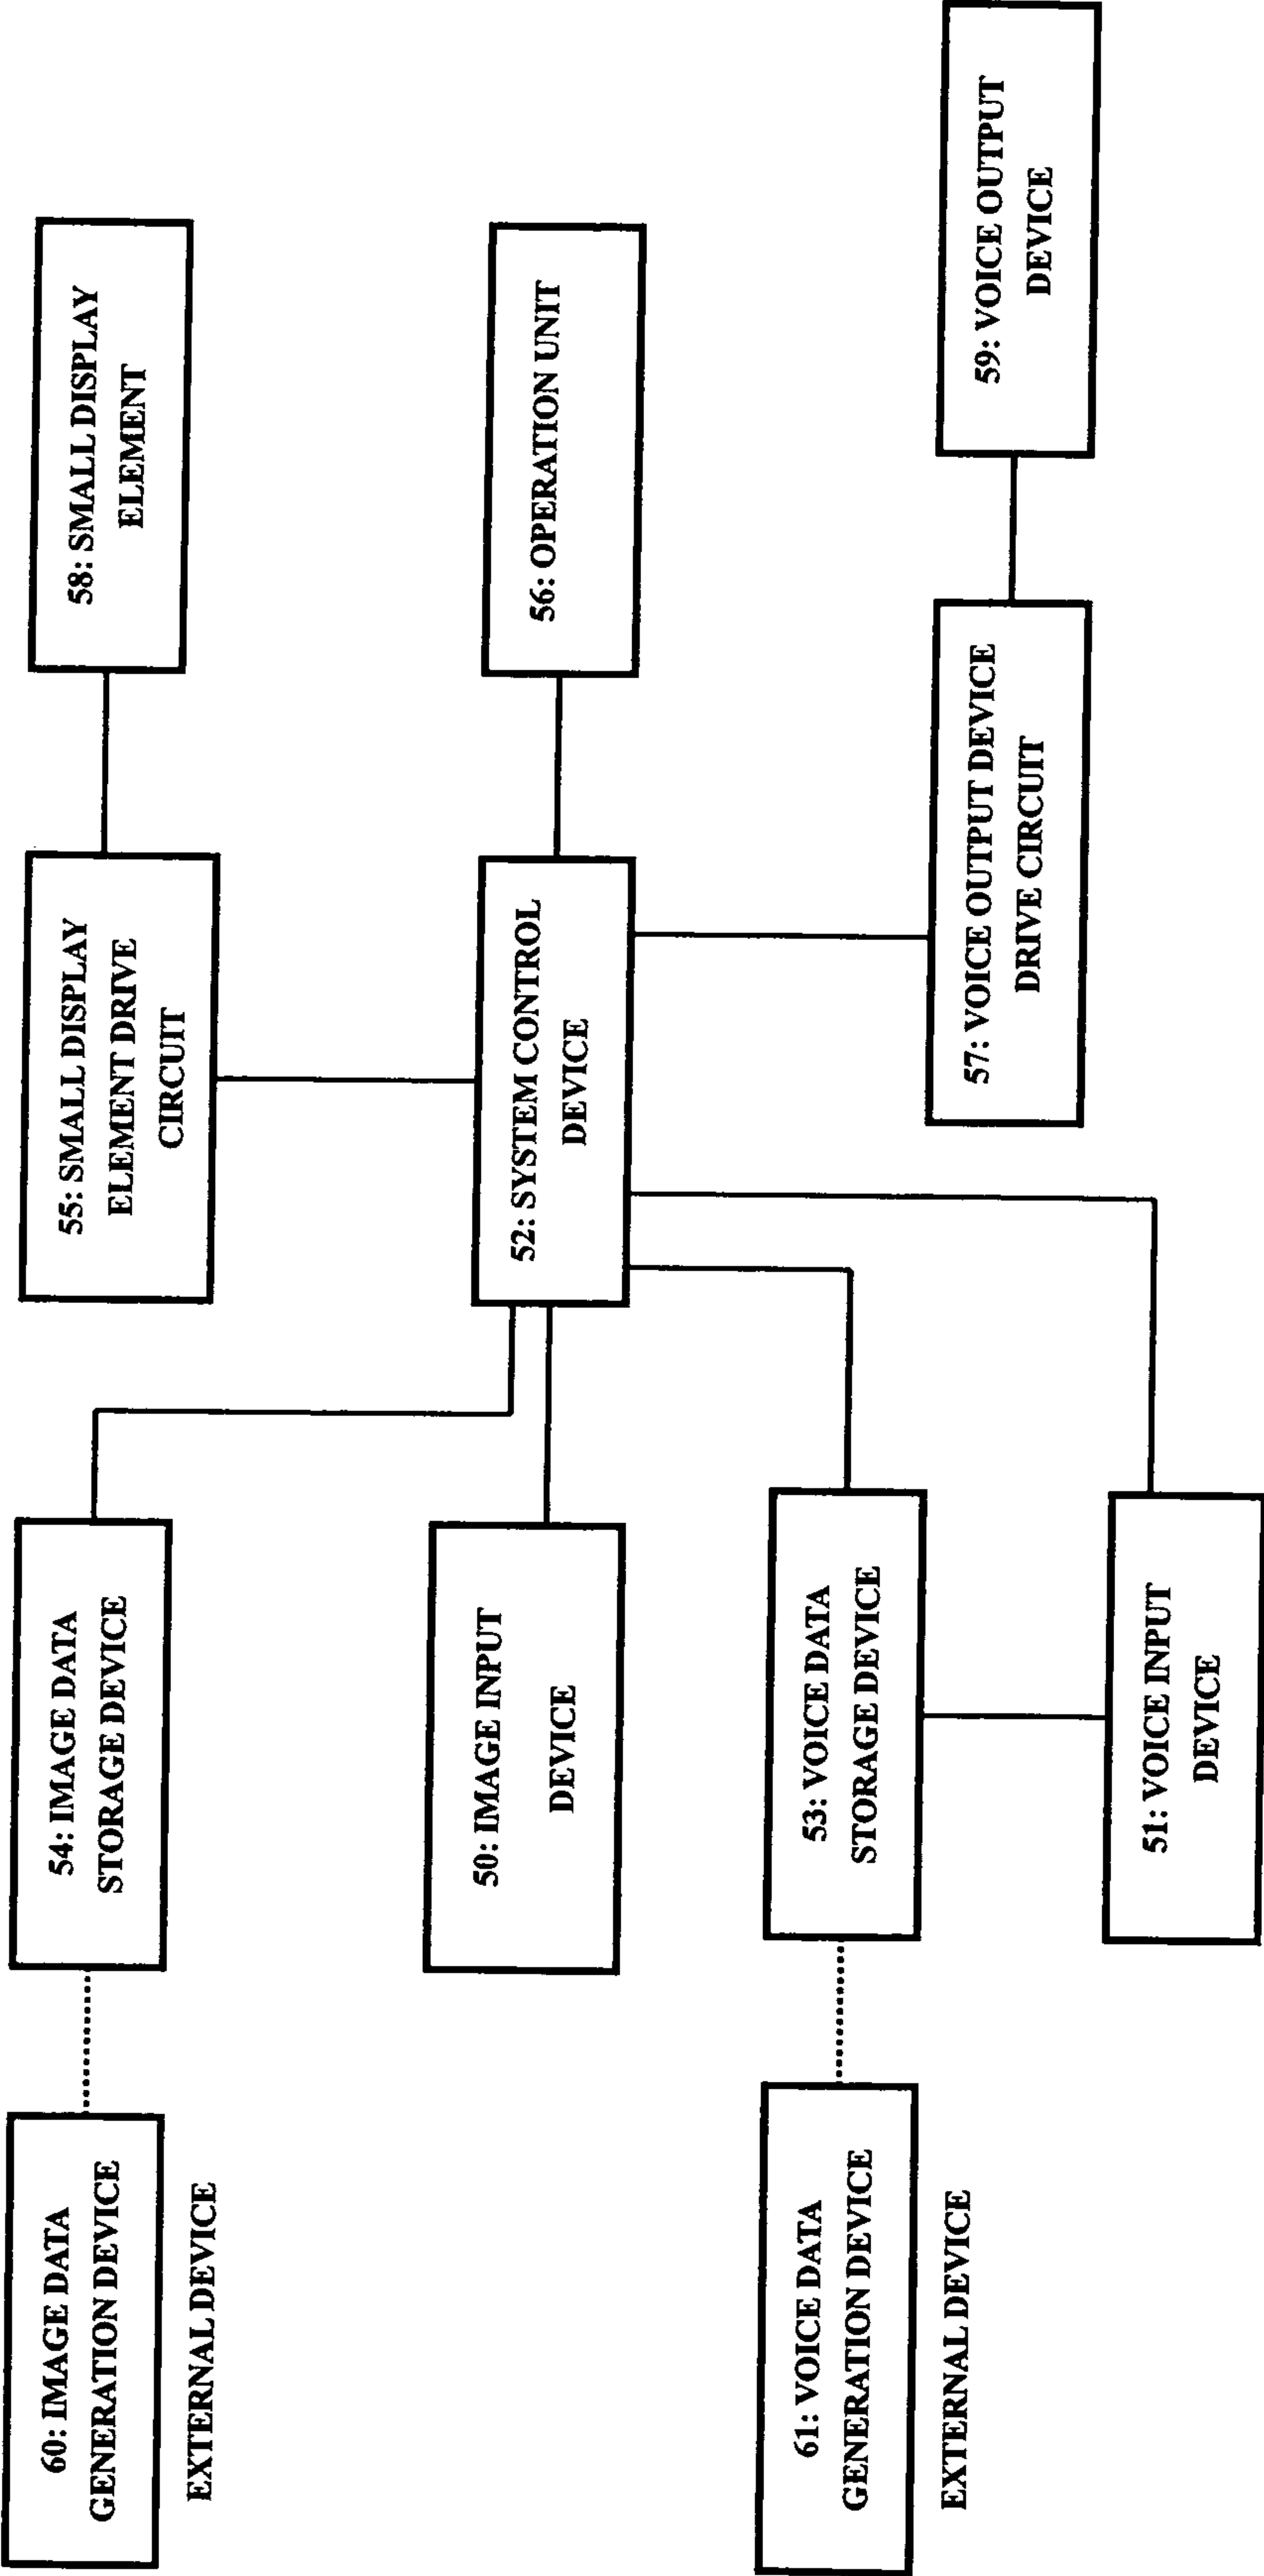 60: IMAGE DATA
GENERATION DEVICE
EXTERNAL DEVICE
54: IMAGE DATA
STORAGE DEVICE
55: SMALL DISPLAY
ELEMENT DRIVE
CIRCUIT
58: SMALL DISPLAY
ELEMENT
50: IMAGE INPUT
DEVICE
52: SYSTEM CONTROL
DEVICE
56: OPERATION UNIT
61: VOICE DATA
GENERATION DEVICE
EXTERNAL DEVICE
53: VOICE DATA
STORAGE DEVICE
57: VOICE OUTPUT DEVICE
DRIVE CIRCUIT
59: VOICE OUTPUT
DEVICE
51: VOICE INPUT
DEVICE